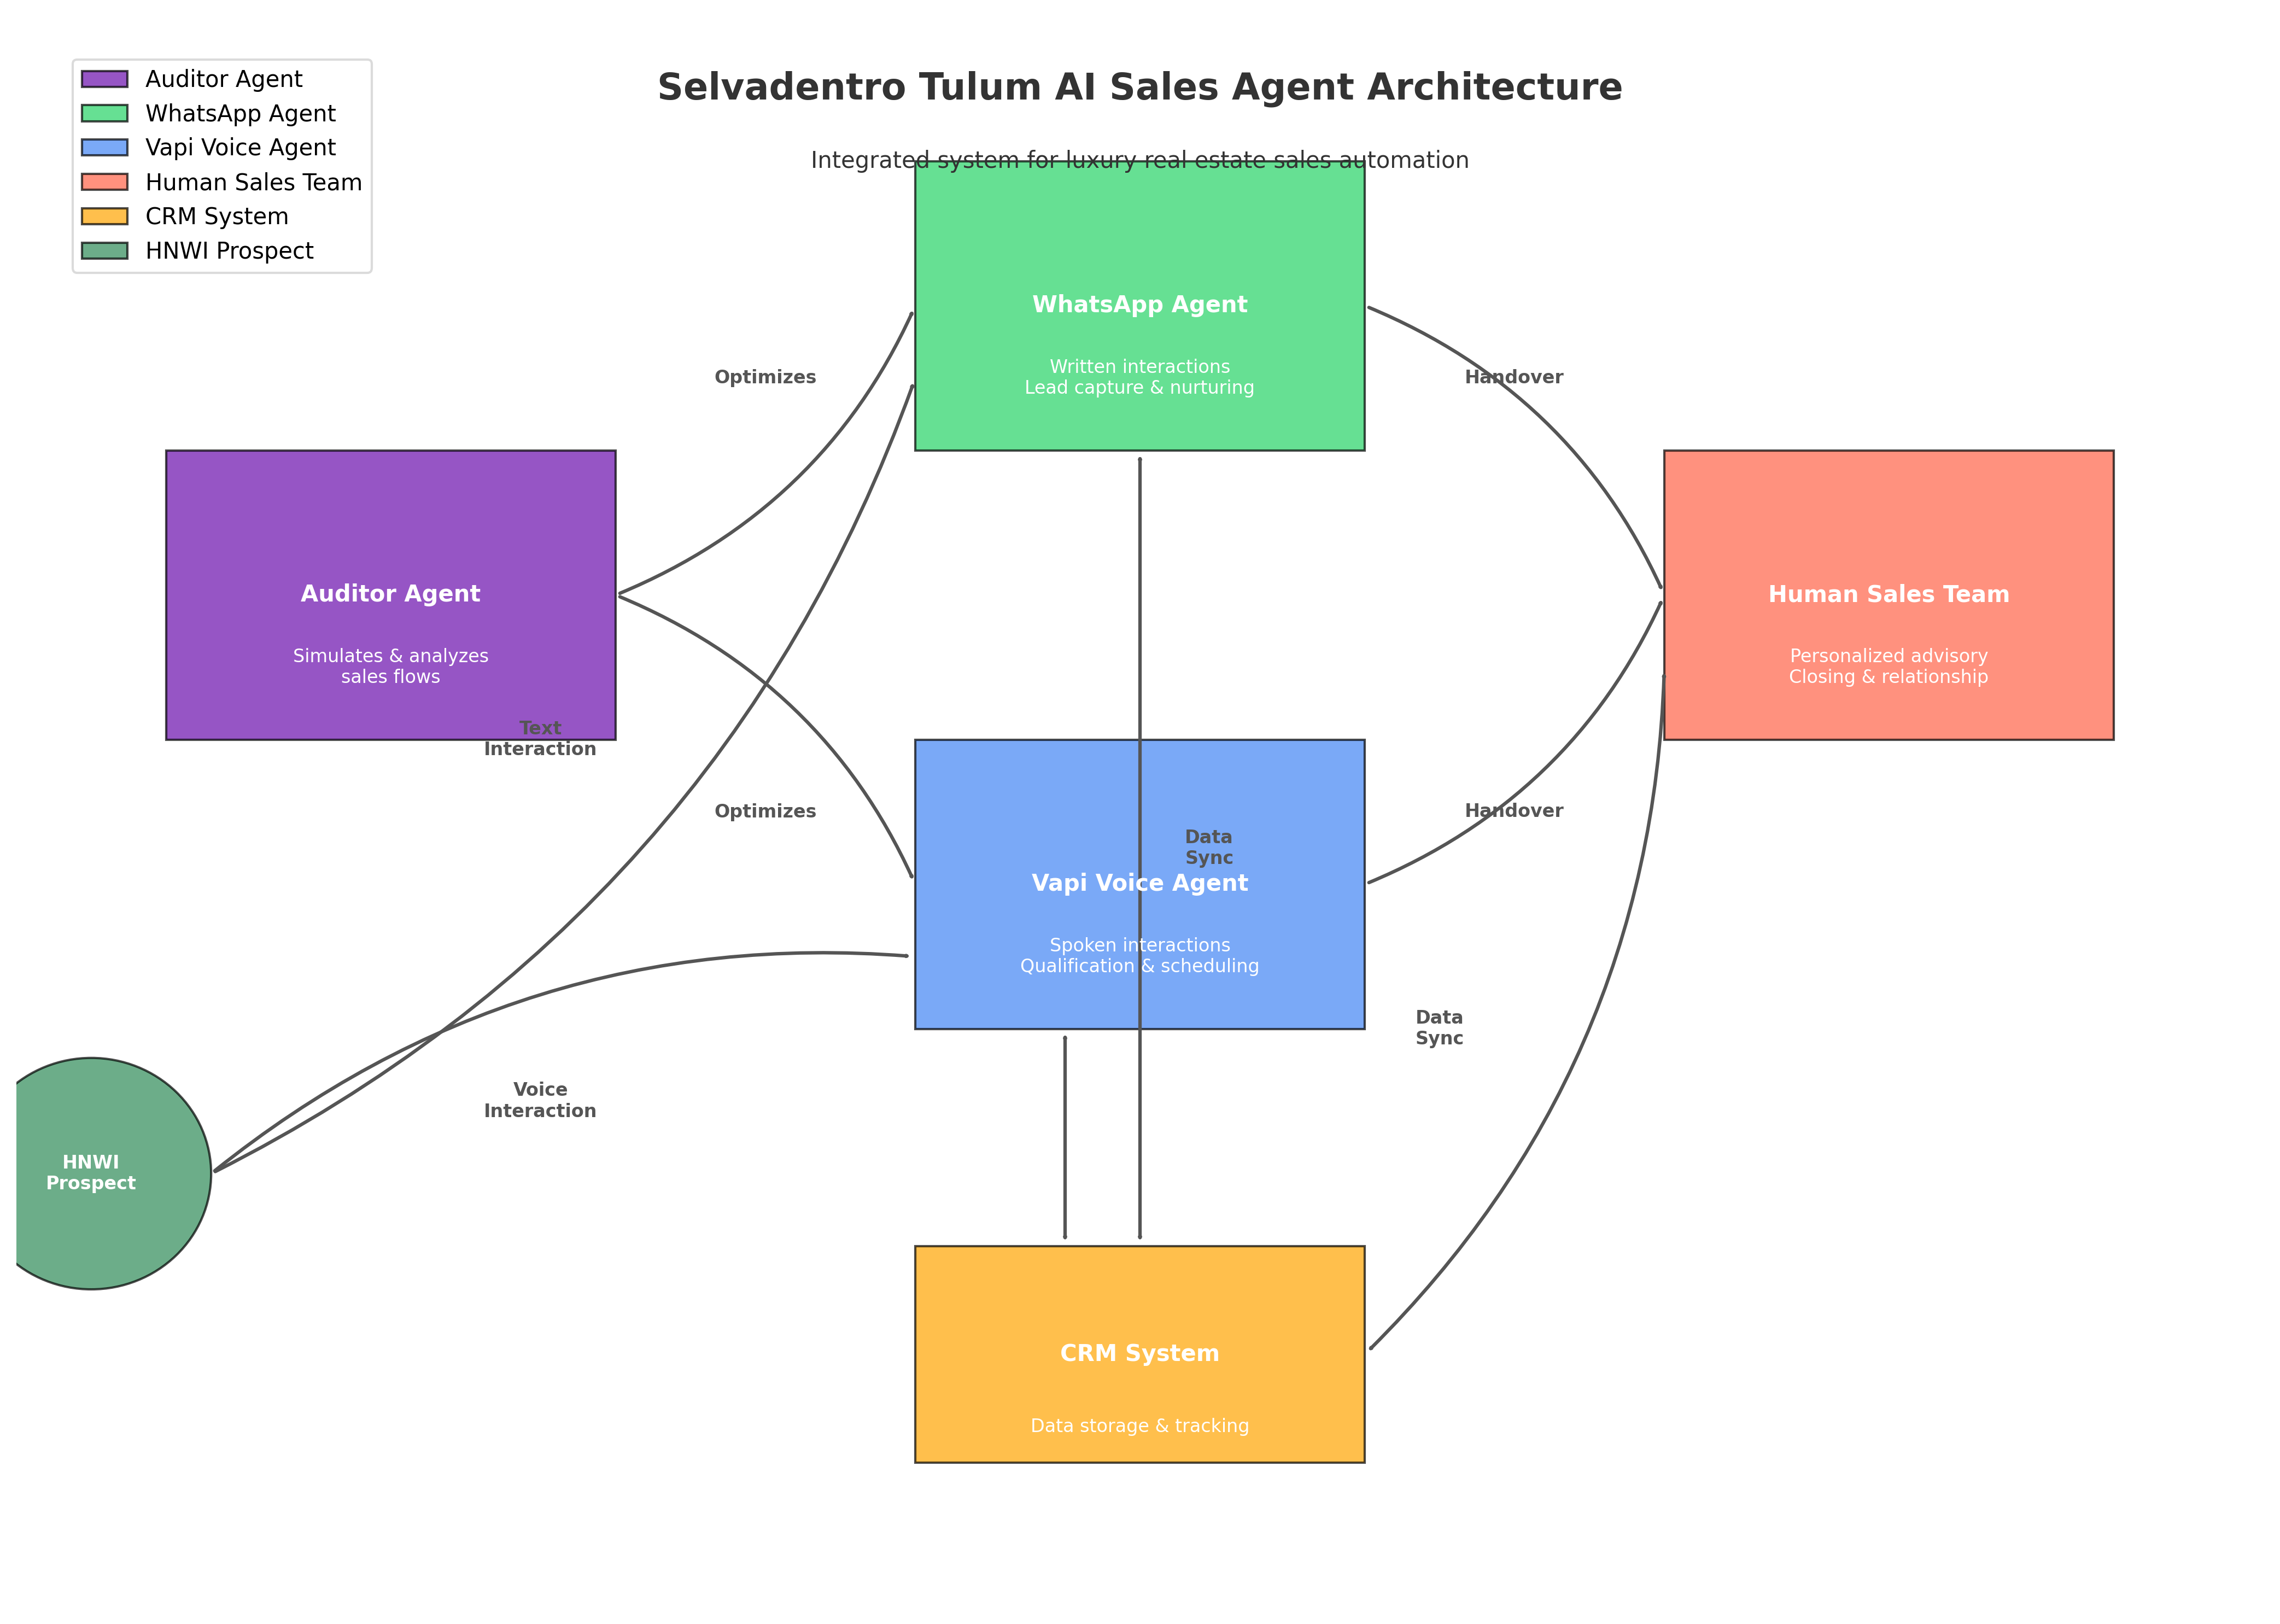 Selvadentro Tulum AI Sales Agent Architecture
Integrated system for luxury real estate sales automation
Auditor Agent
WhatsApp Agent
Vapi Voice Agent
Human Sales Team
CRM System
HNWI Prospect
WhatsApp Agent
Written interactions
Lead capture & nurturing
Optimizes
Handover
Auditor Agent
Simulates & analyzes
sales flows
Human Sales Team
Personalized advisory
Closing & relationship
Text
Interaction
Optimizes
Handover
Data
Sync
Vapi Voice Agent
Spoken interactions
Qualification & scheduling
Data
Sync
Voice
Interaction
HNWI
Prospect
CRM System
Data storage & tracking